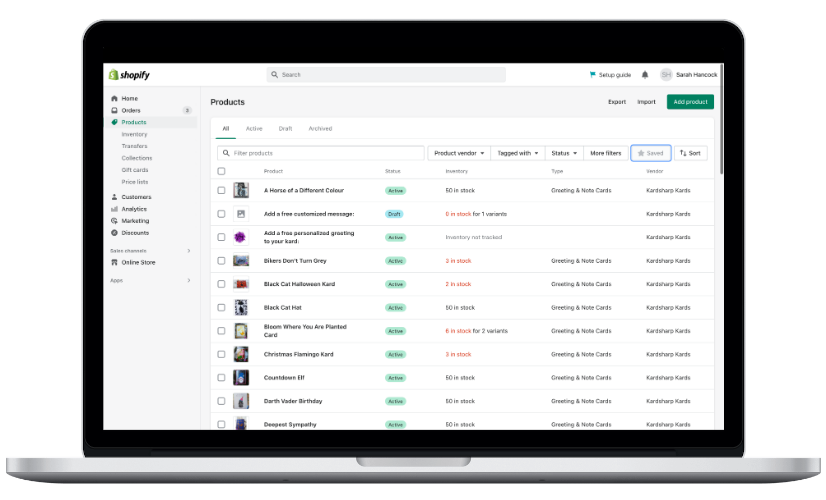 shopify
Search
Setup guide
SH
Sarah Hancock
Home
Orders 2
Products
Inventory
Transfers
Collections
Gift cards
Price lists
Customers
Analytics
Marketing
Discounts
Sales channels
Online Store
Apps
Products
Export Import Add product
All Active Draft Archived
Filter products
Product vendor Tagged with Status More filters Saved Sort
Product Status Inventory Type Vendor
A Horse of a Different Colour Active 50 in stock Greeting & Note Cards Kardsharp Kards
Add a free customized message: Draft 0 in stock for 1 variants Kardsharp Kards
Add a free personalized greeting
to your kard: Active Inventory not tracked Kardsharp Kards
Bikers Don't Turn Grey Active 3 in stock Greeting & Note Cards Kardsharp Kards
Black Cat Halloween Kard Active 2 in stock Greeting & Note Cards Kardsharp Kards
Black Cat Hat Active 50 in stock Greeting & Note Cards Kardsharp Kards
Bloom Where You Are Planted
Card Active 6 in stock for 2 variants Greeting & Note Cards Kardsharp Kards
Christmas Flamingo Kard Active 3 in stock Greeting & Note Cards Kardsharp Kards
Countdown Elf Active 50 in stock Greeting & Note Cards Kardsharp Kards
Darth Vader Birthday Active 50 in stock Greeting & Note Cards Kardsharp Kards
Deepest Sympathy Active 50 in stock Greeting & Note Cards Kardsharp Kards